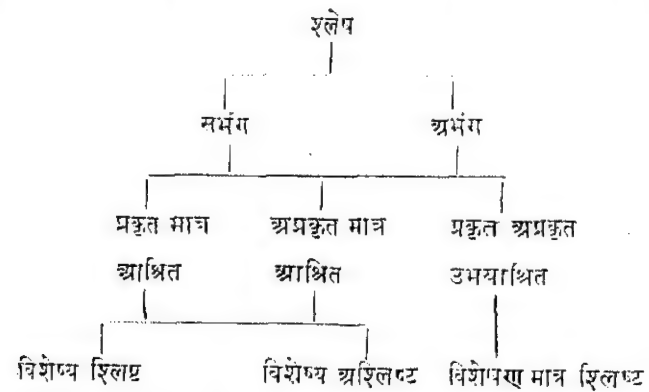 श्लेष
सभंग अभंग
प्रकृत मात्र अप्रकृत मात्र प्रकृत अप्रकृत
आश्रित आश्रित उभयाश्रित
विशेष्य श्लिष्ट विशेष्य अश्लिष्ट विशेषण मात्र श्लिष्ट